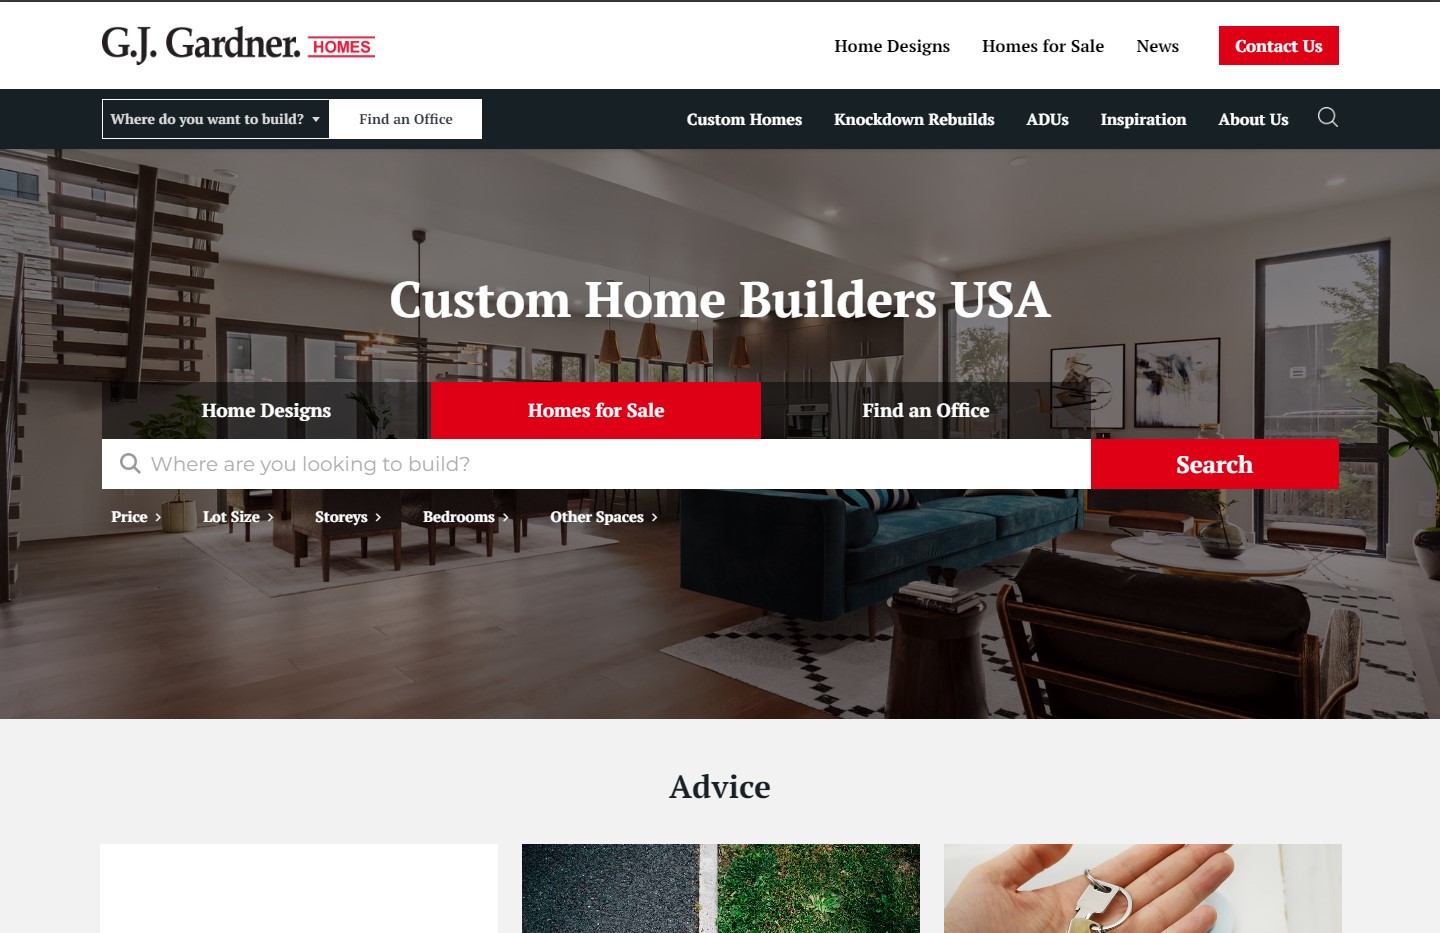 G.J. Gardner. HOMES
Home Designs
Homes for Sale
News
Contact Us
Where do you want to build?
Find an Office
Custom Homes
Knockdown Rebuilds
ADUs
Inspiration
About Us
Custom Home Builders USA
Home Designs
Homes for Sale
Find an Office
Where are you looking to build?
Search
Price
Lot Size
Storeys
Bedrooms
Other Spaces
Advice